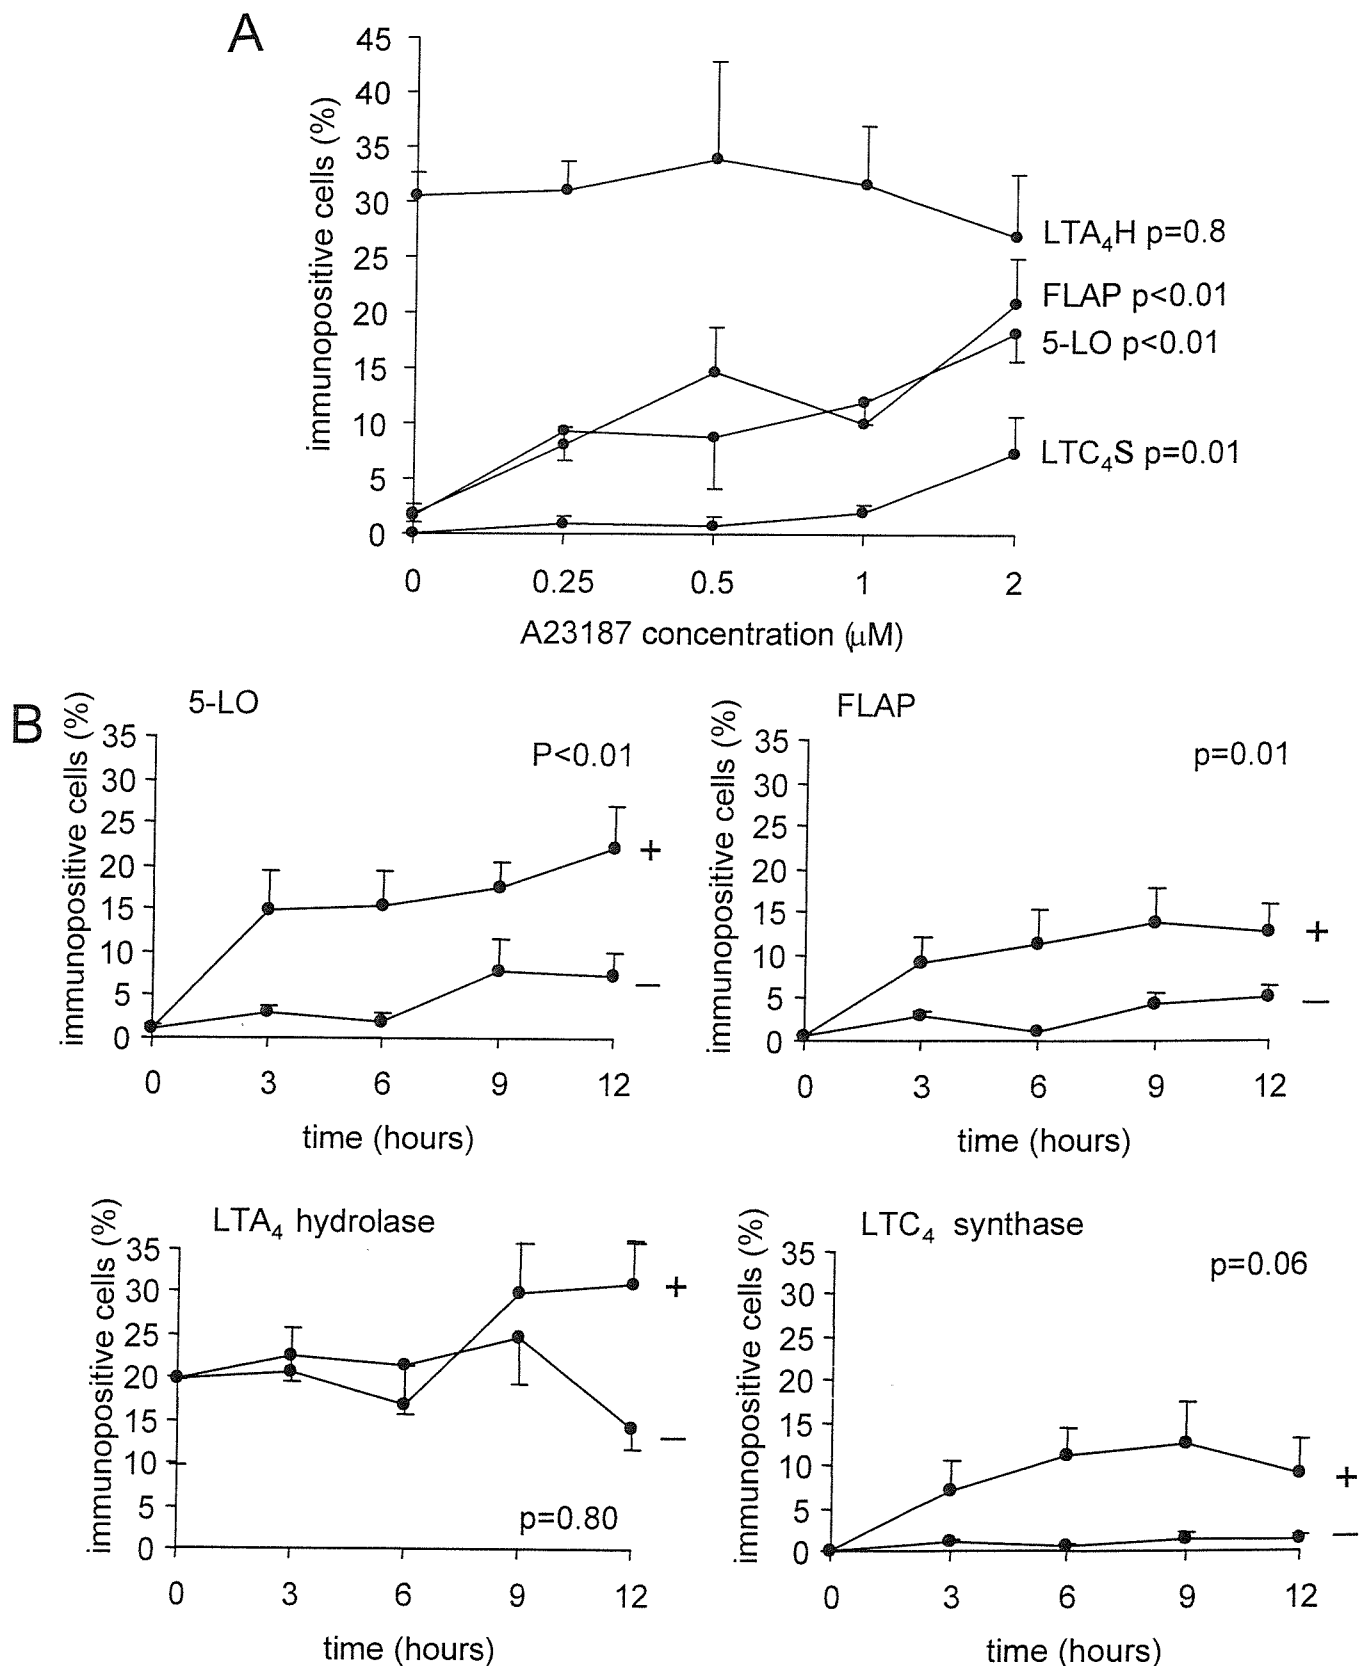 A
immunopositive cells (%)
45
40
35
30
25
20
15
10
5
0
0 0.25 0.5 1 2
A23187 concentration (μM)
LTA₄H p=0.8
FLAP p<0.01
5-LO p<0.01
LTC₄S p=0.01
B
5-LO
P<0.01
immunopositive cells (%)
35
30
25
20
15
10
5
0
+
–
0 3 6 9 12
time (hours)
FLAP
p=0.01
immunopositive cells (%)
35
30
25
20
15
10
5
0
+
–
0 3 6 9 12
time (hours)
LTA₄ hydrolase
immunopositive cells (%)
35
30
25
20
15
10
5
0
+
–
p=0.80
0 3 6 9 12
time (hours)
LTC₄ synthase
p=0.06
immunopositive cells (%)
35
30
25
20
15
10
5
0
+
–
0 3 6 9 12
time (hours)